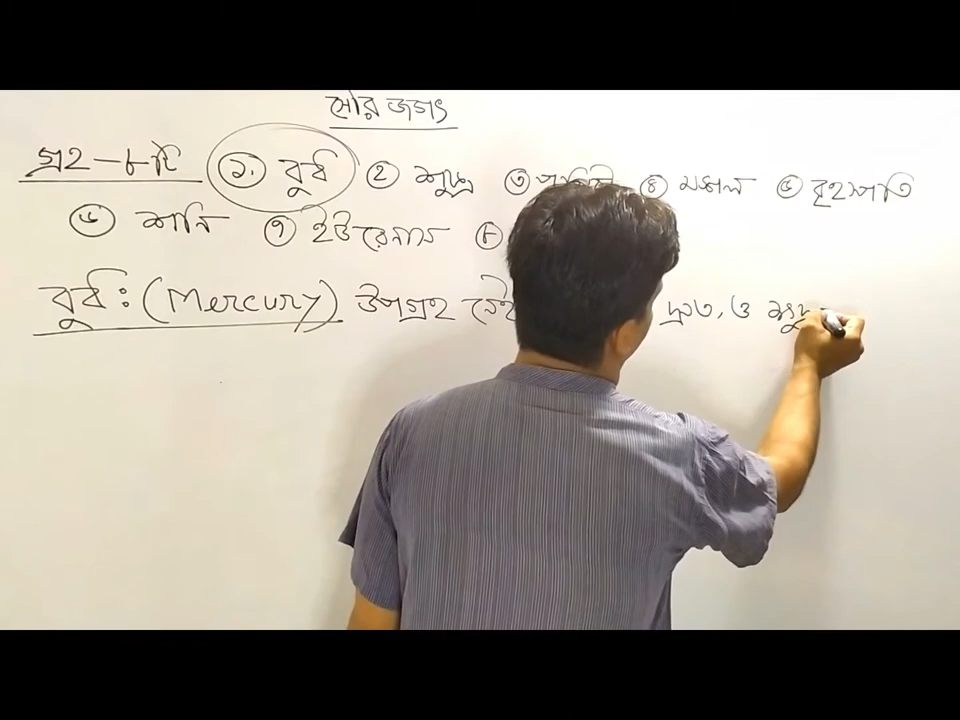 সৌর জগৎ
গ্রহ – ৮টি ১. বুধ ২ শুক্র ৩ ৪ মঙ্গল ৫ বৃহস্পতি
৬ শনি ৭ ইউরেনাস ৮
বুধ : (Mercury) উপগ্রহ নেই দ্রুত, ও